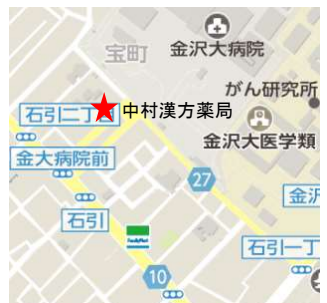 金沢大病院
宝町
がん研究所
石引二丁目
中村漢方薬局
金沢大医学類
金大病院前
27
金沢
石引
FamilyMart
石引一丁
10